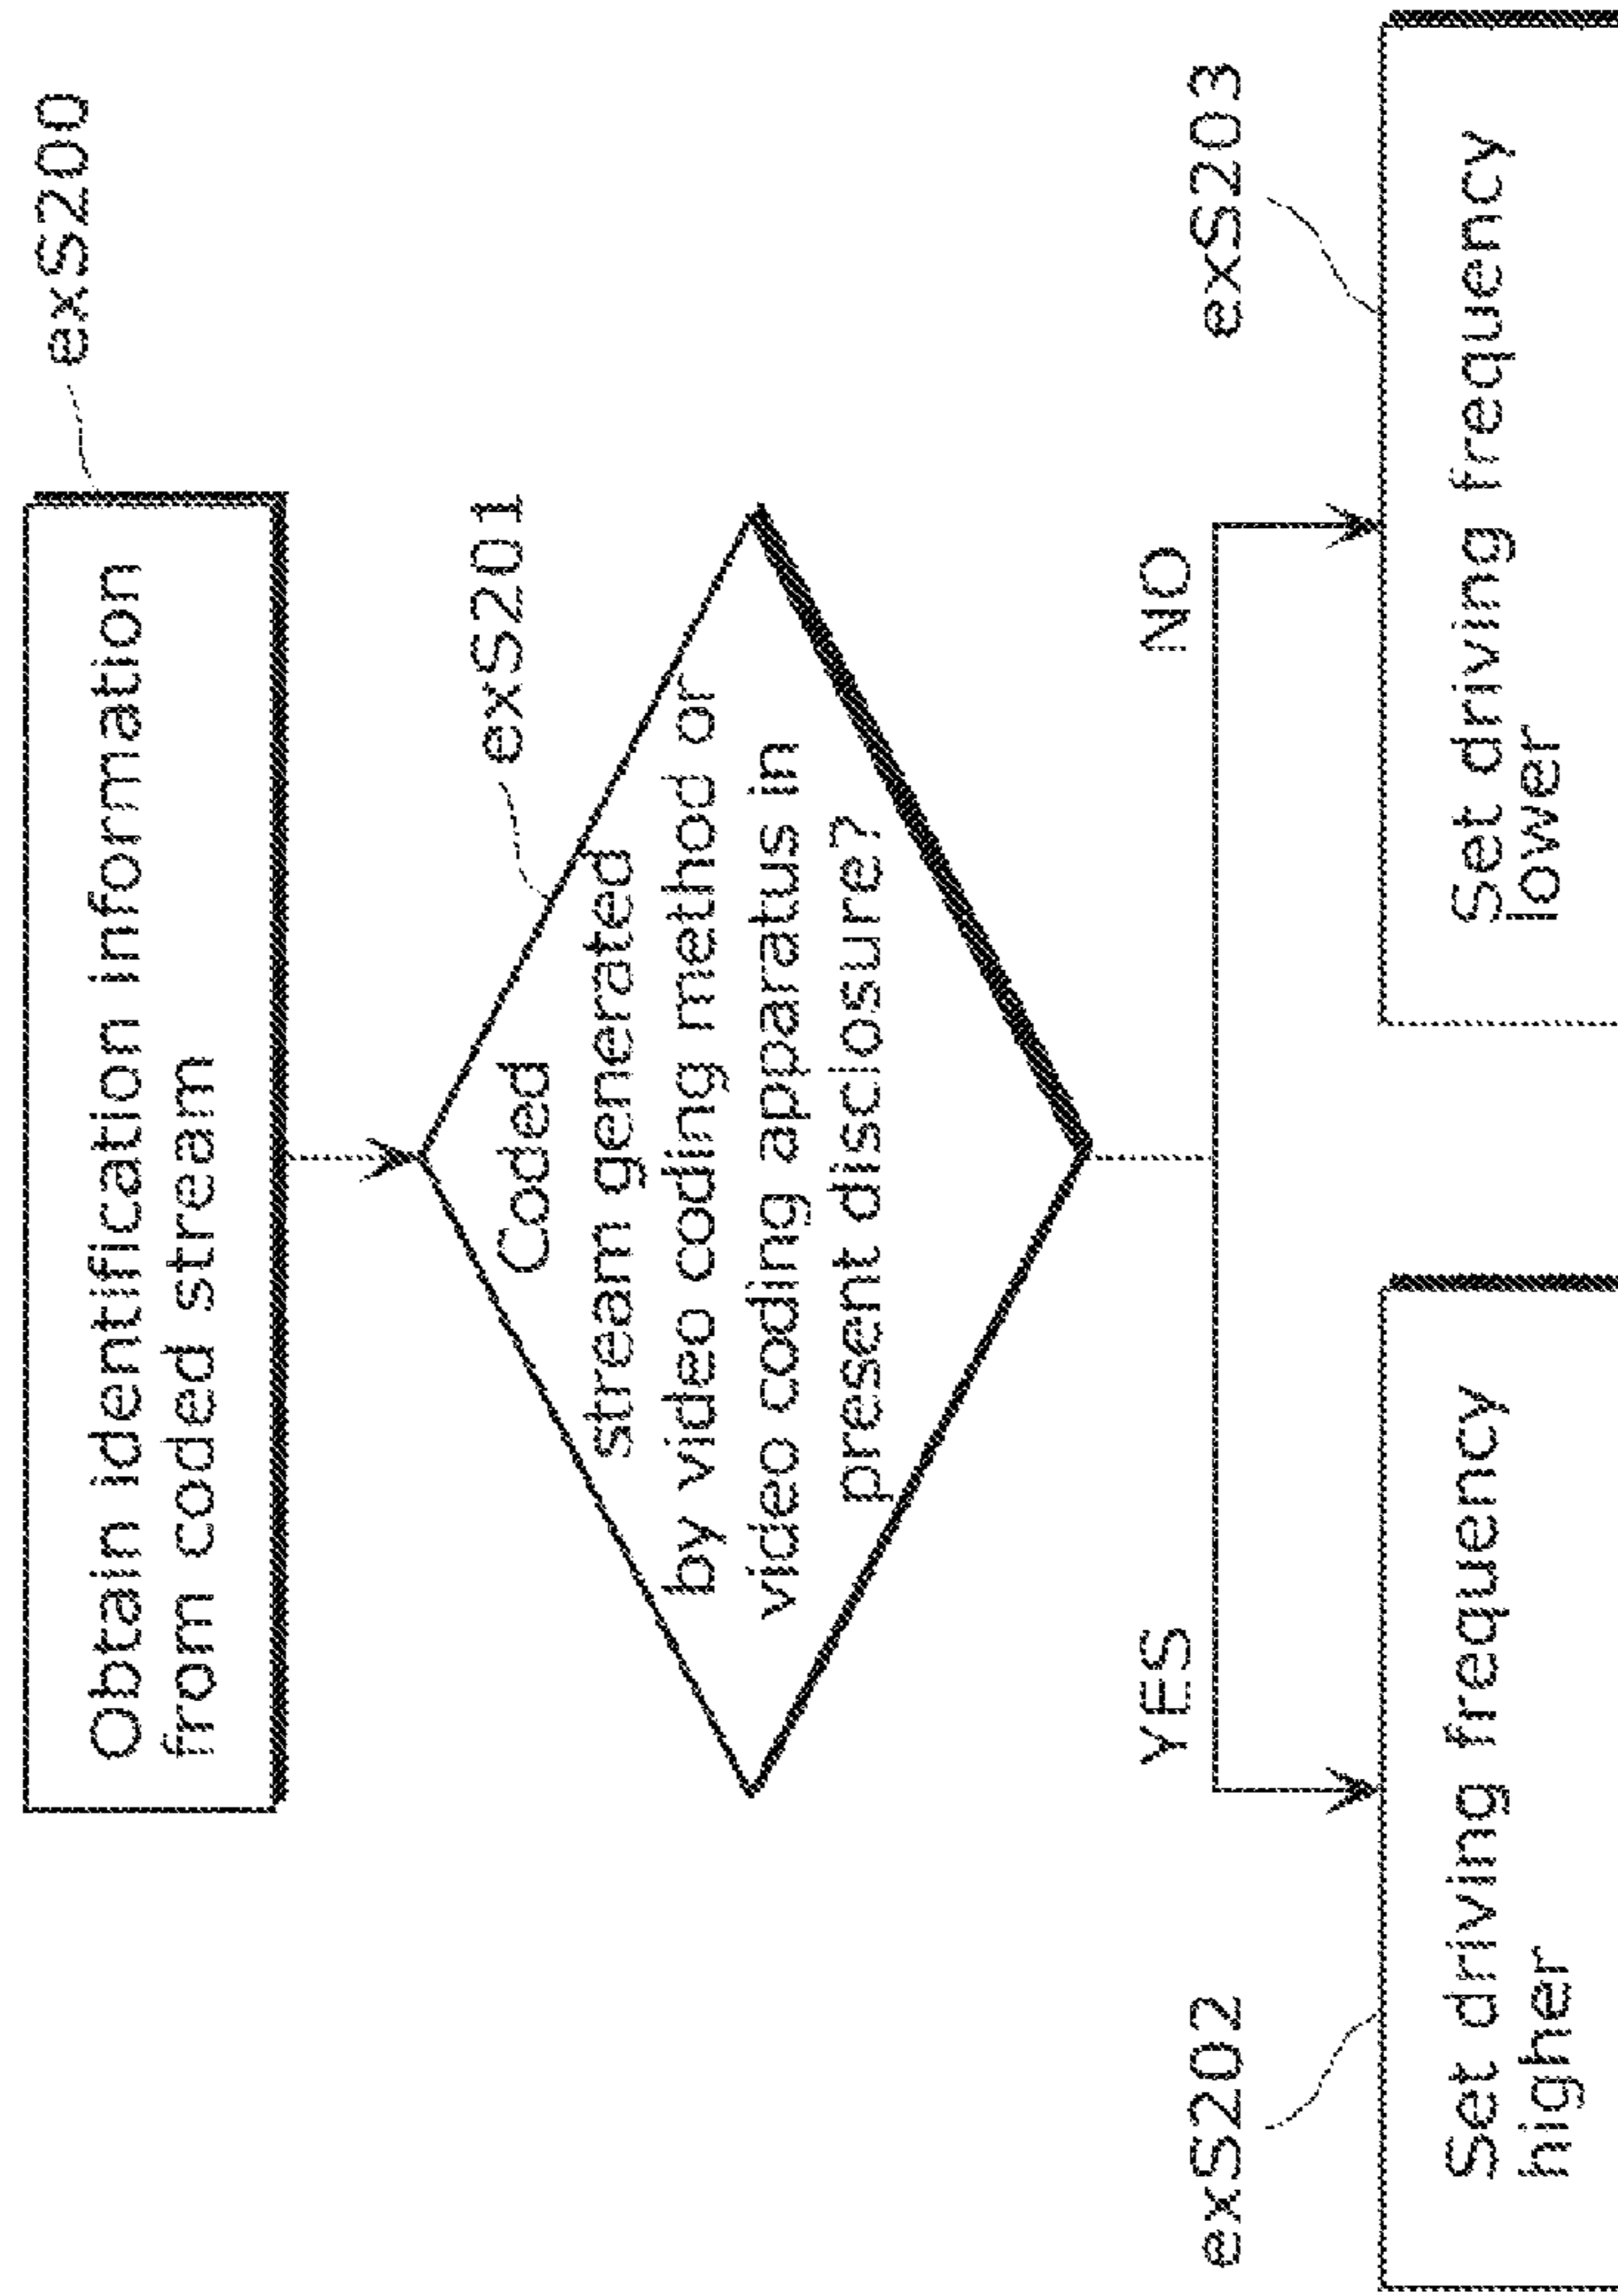 exS200
Obtain identification information
from coded stream
exS201
Coded
stream generated
by video coding method or
video coding apparatus in
present disclosure?
YES
NO
exS202
exS203
Set driving frequency
higher
Set driving frequency
lower